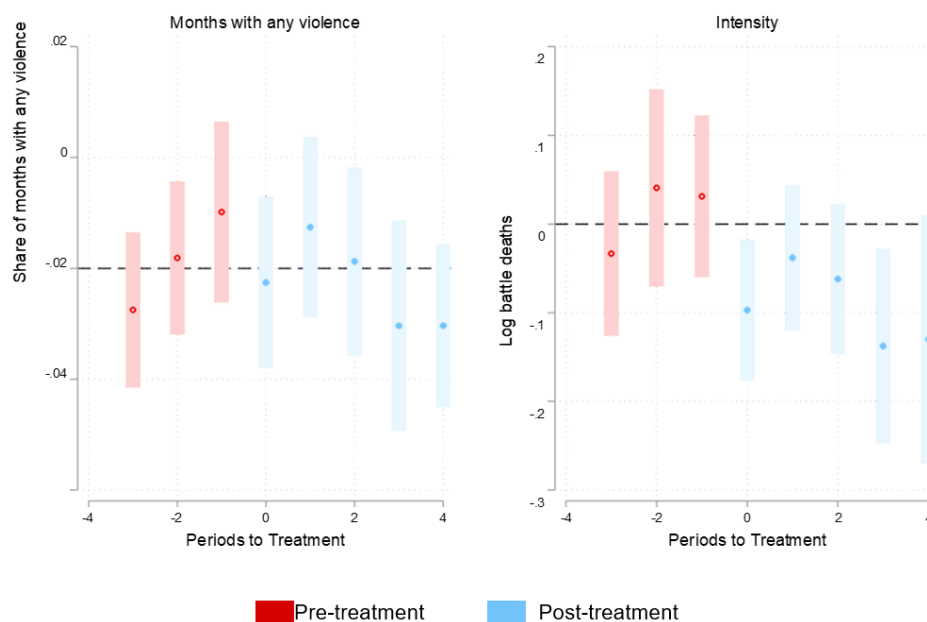 Months with any violence
Share of months with any violence
.02
0
-.02
-.04
-4
-2
0
2
4
Periods to Treatment
Intensity
Log battle deaths
.2
.1
0
-.1
-.2
-.3
-4
-2
0
2
4
Periods to Treatment
Pre-treatment
Post-treatment